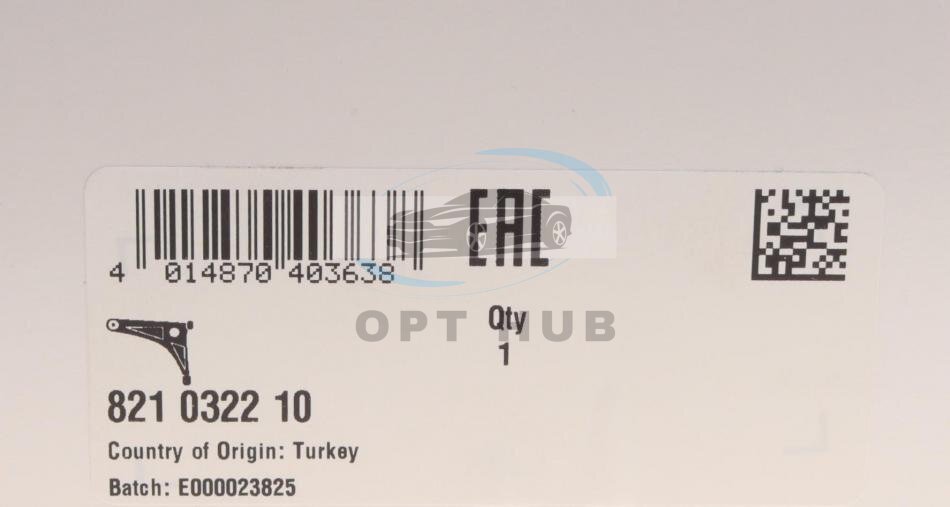 EAC
4 014870 403638
Qty
1
OPT HUB
821 0322 10
Country of Origin: Turkey
Batch: E000023825